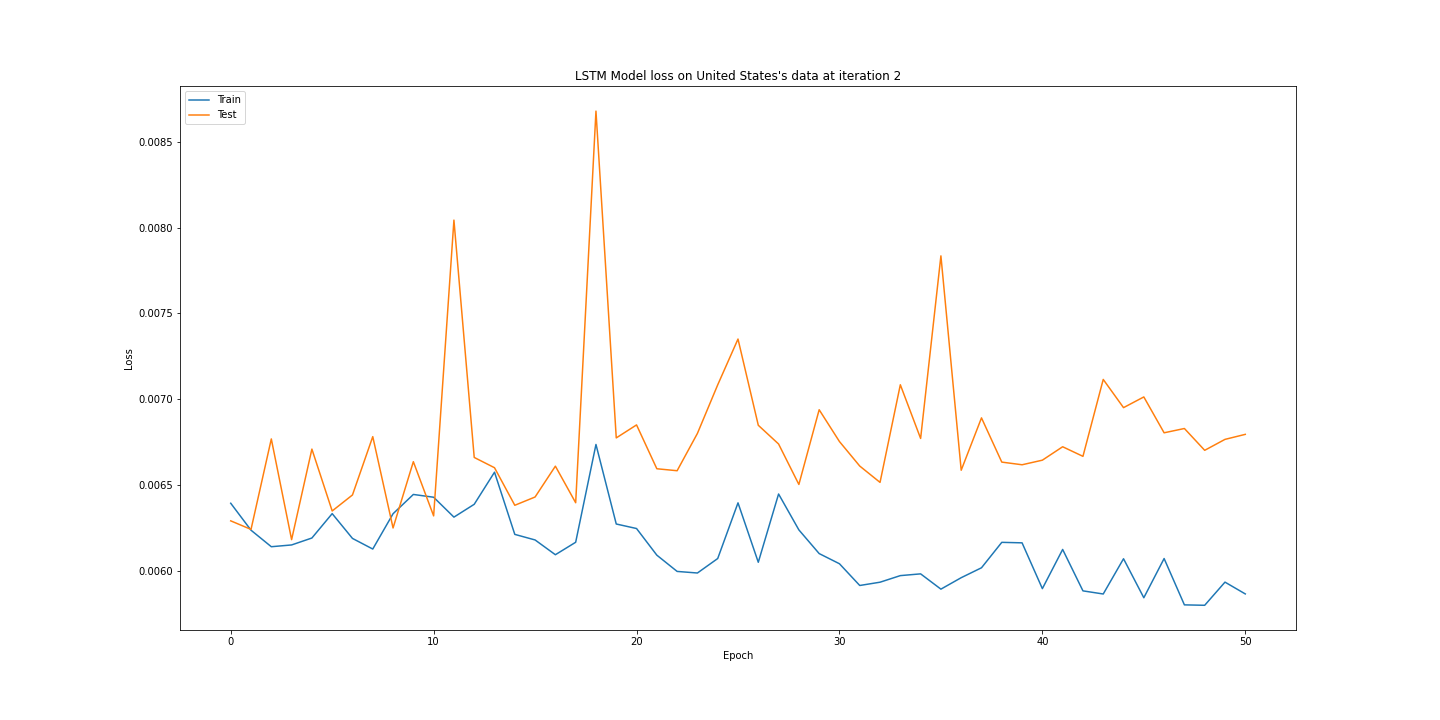 LSTM Model loss on United States's data at iteration 2
Train
Test
0.0085
0.0080
0.0075
0.0070
0.0065
0.0060
Loss
0 10 20 30 40 50
Epoch